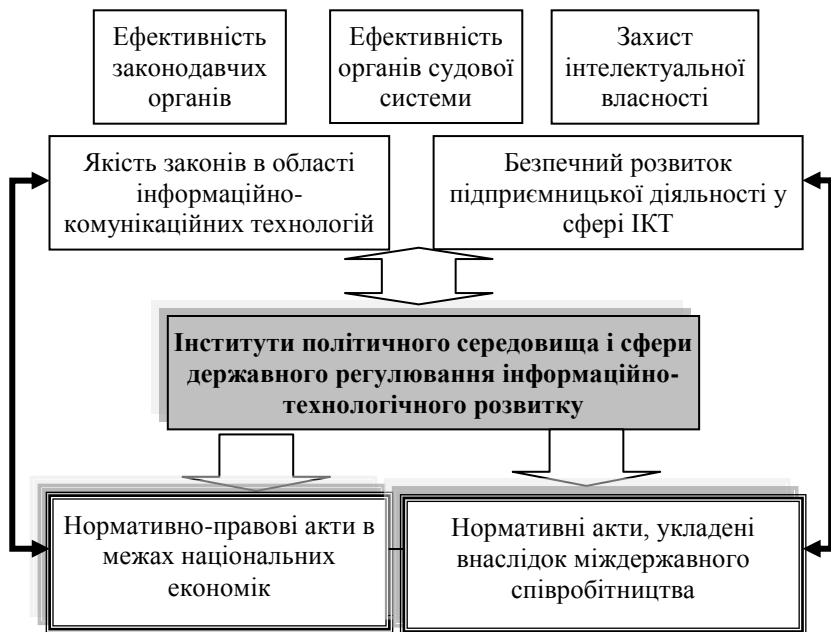 Ефективність
законодавчих
органів
Ефективність
органів судової
системи
Захист
інтелектуальної
власності
Якість законів в області
інформаційно-
комунікаційних технологій
Безпечний розвиток
підприємницької діяльності у
сфері ІКТ
Інститути політичного середовища і сфери
державного регулювання інформаційно-
технологічного розвитку
Нормативно-правові акти в
межах національних
економік
Нормативні акти, укладені
внаслідок міждержавного
співробітництва